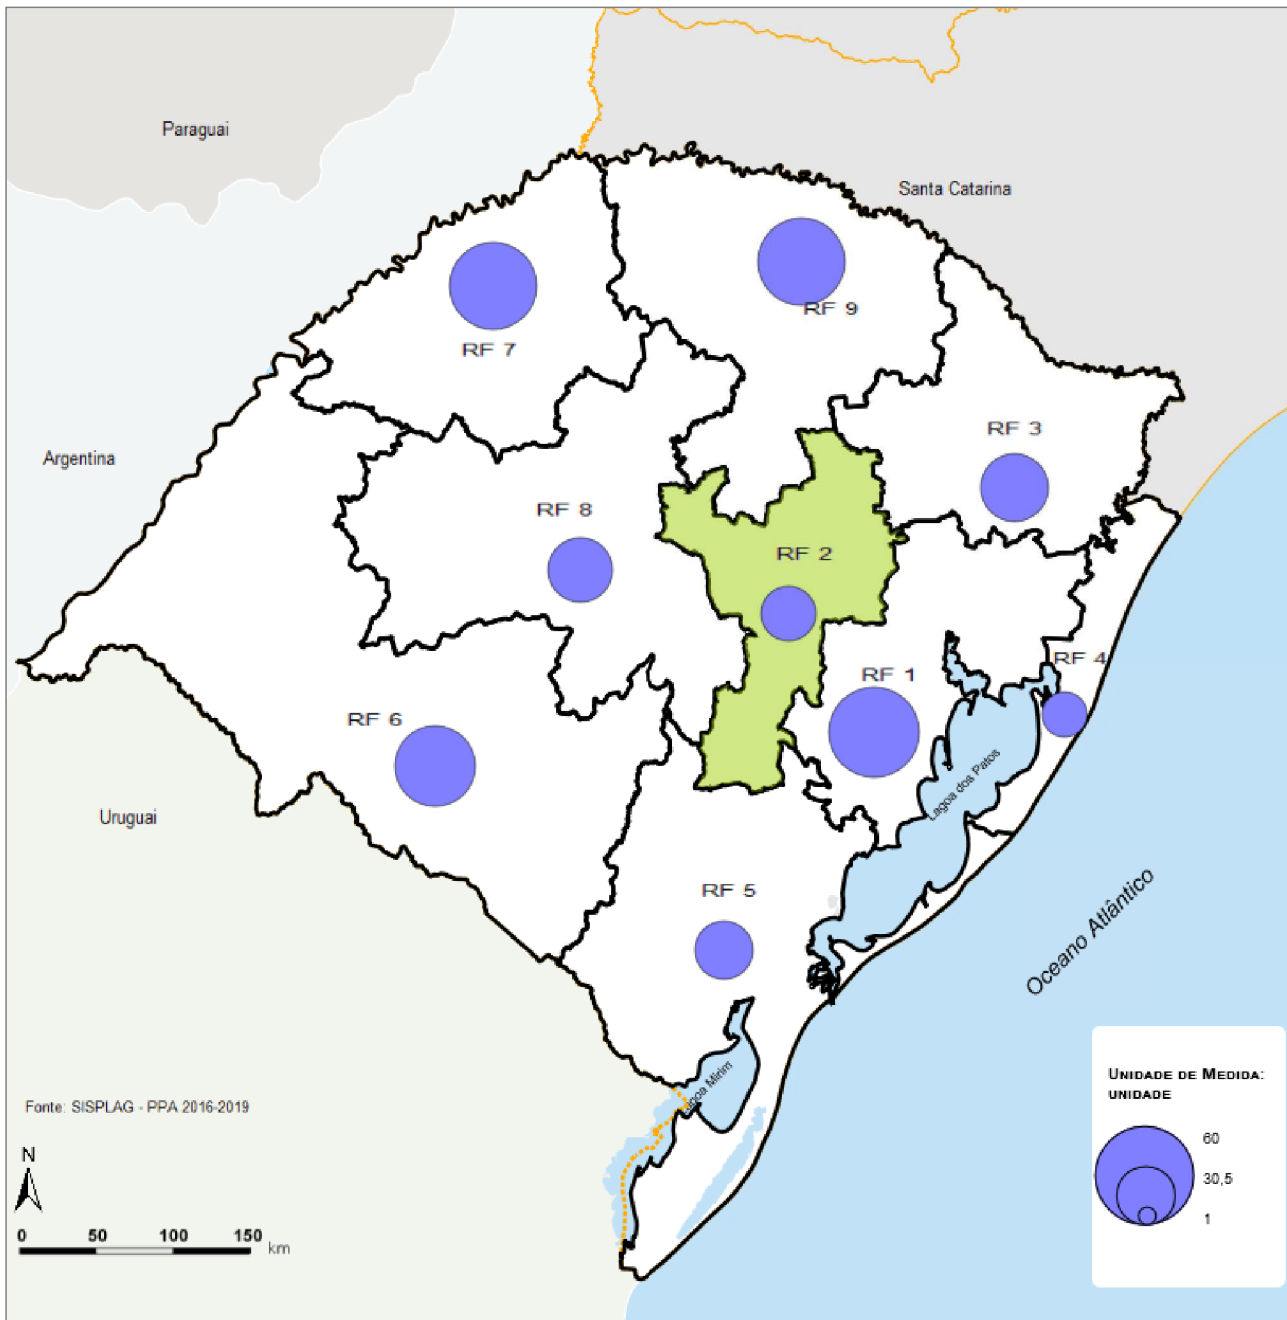 Paraguai
Santa Catarina
RF 9
RF 7
RF 3
Argentina
RF 8
RF 2
RF 4
RF 1
RF 6
Lagoa dos Patos
Uruguai
RF 5
Oceano Atlântico
Lagoa Mirim
Fonte: SISPLAG - PPA 2016-2019
N
0 50 100 150
km
UNIDADE DE MEDIDA:
UNIDADE
60
30,5
1